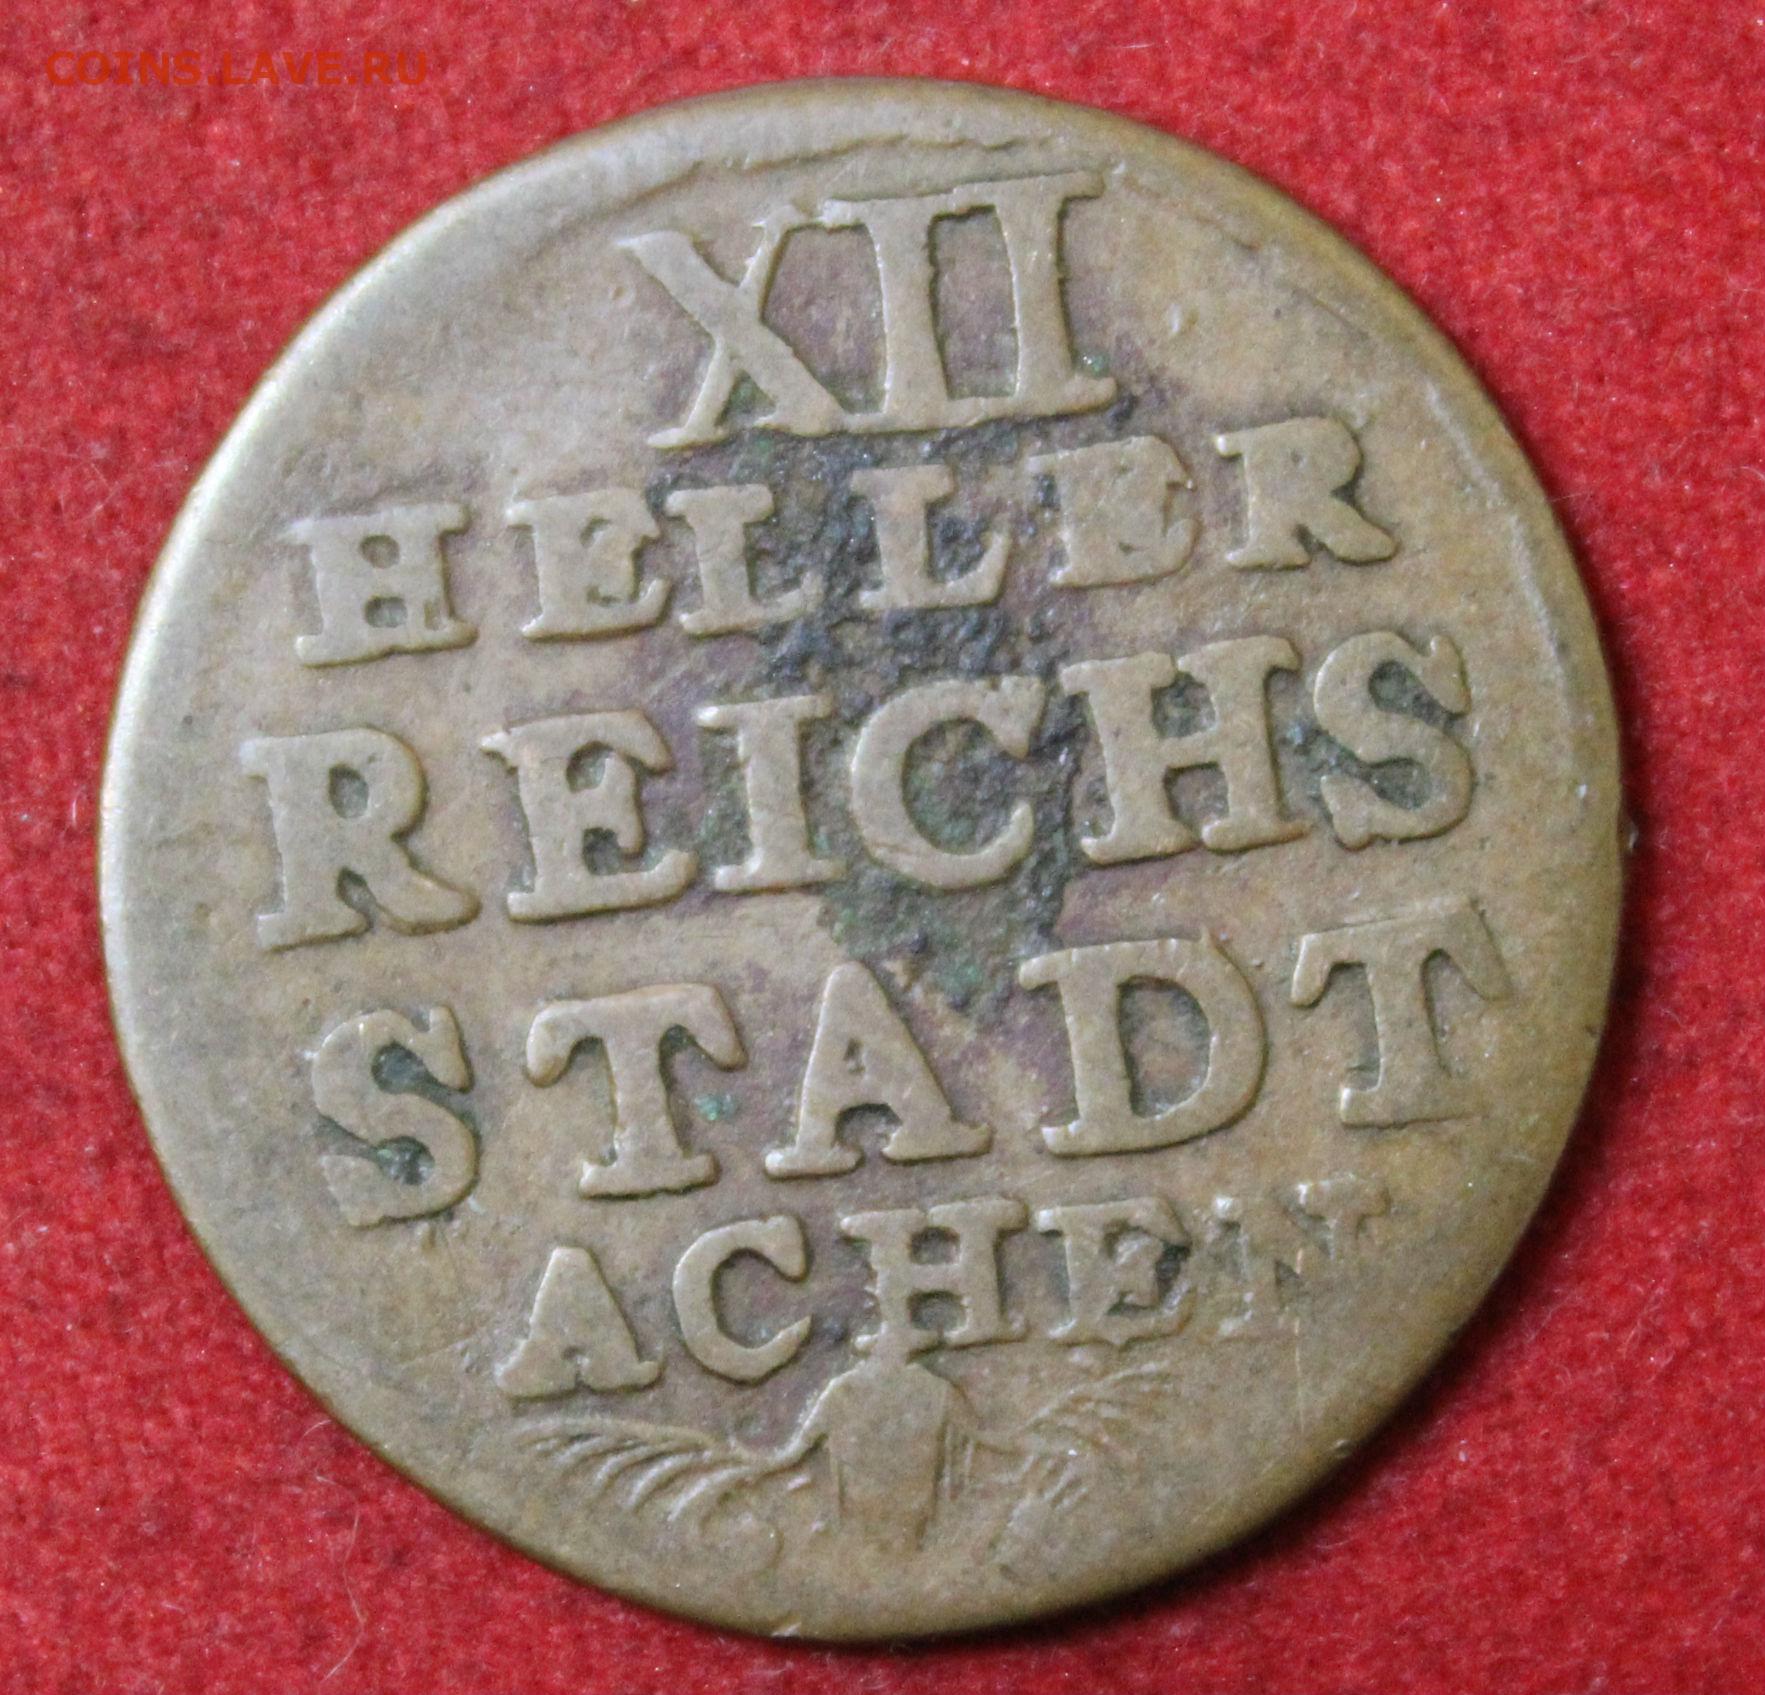 COINS.LAVE.RU
XII
HELLER
REICHS
STADT
ACHEN